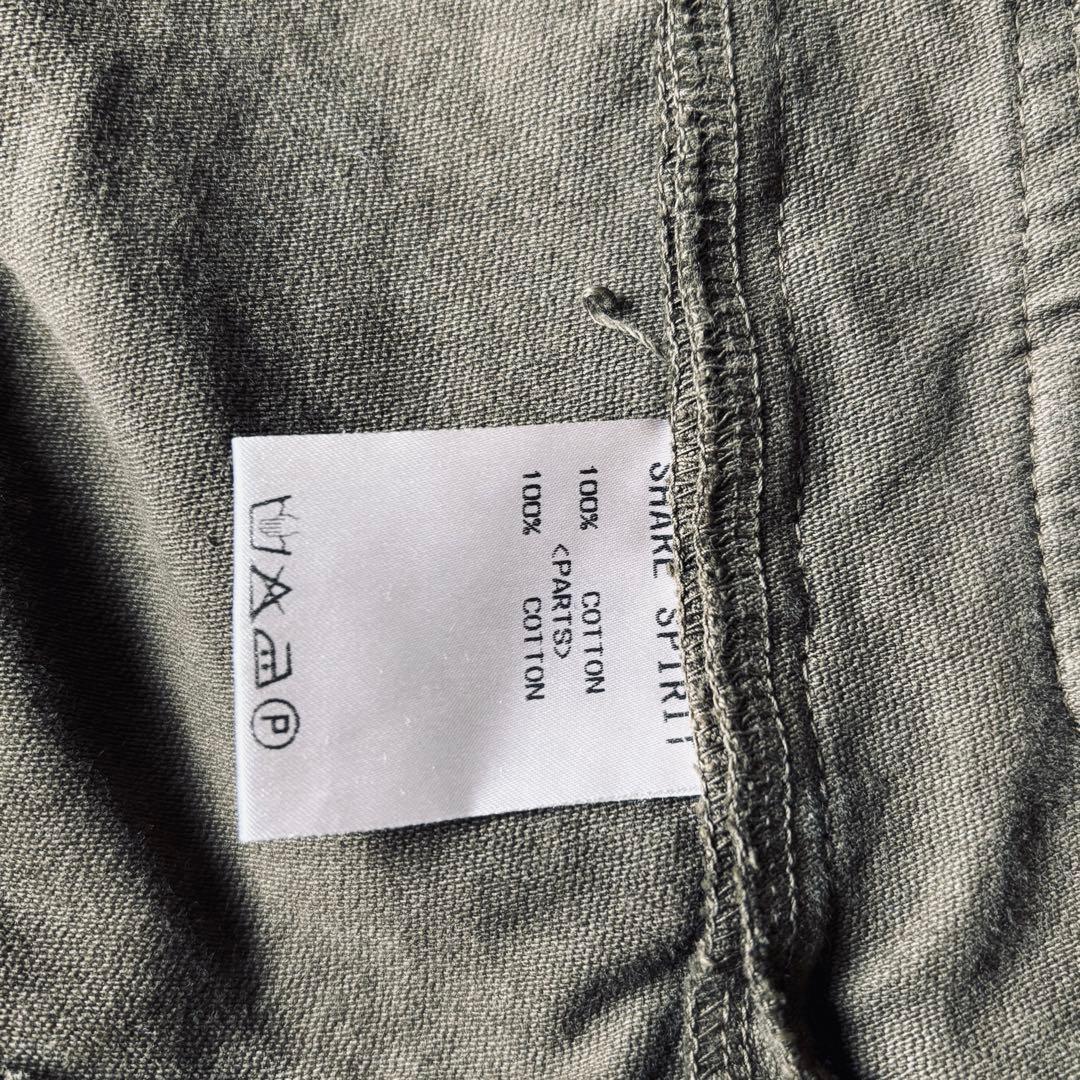 SHARE SPIRIT
100% COTTON
<PARTS>
100% COTTON
P